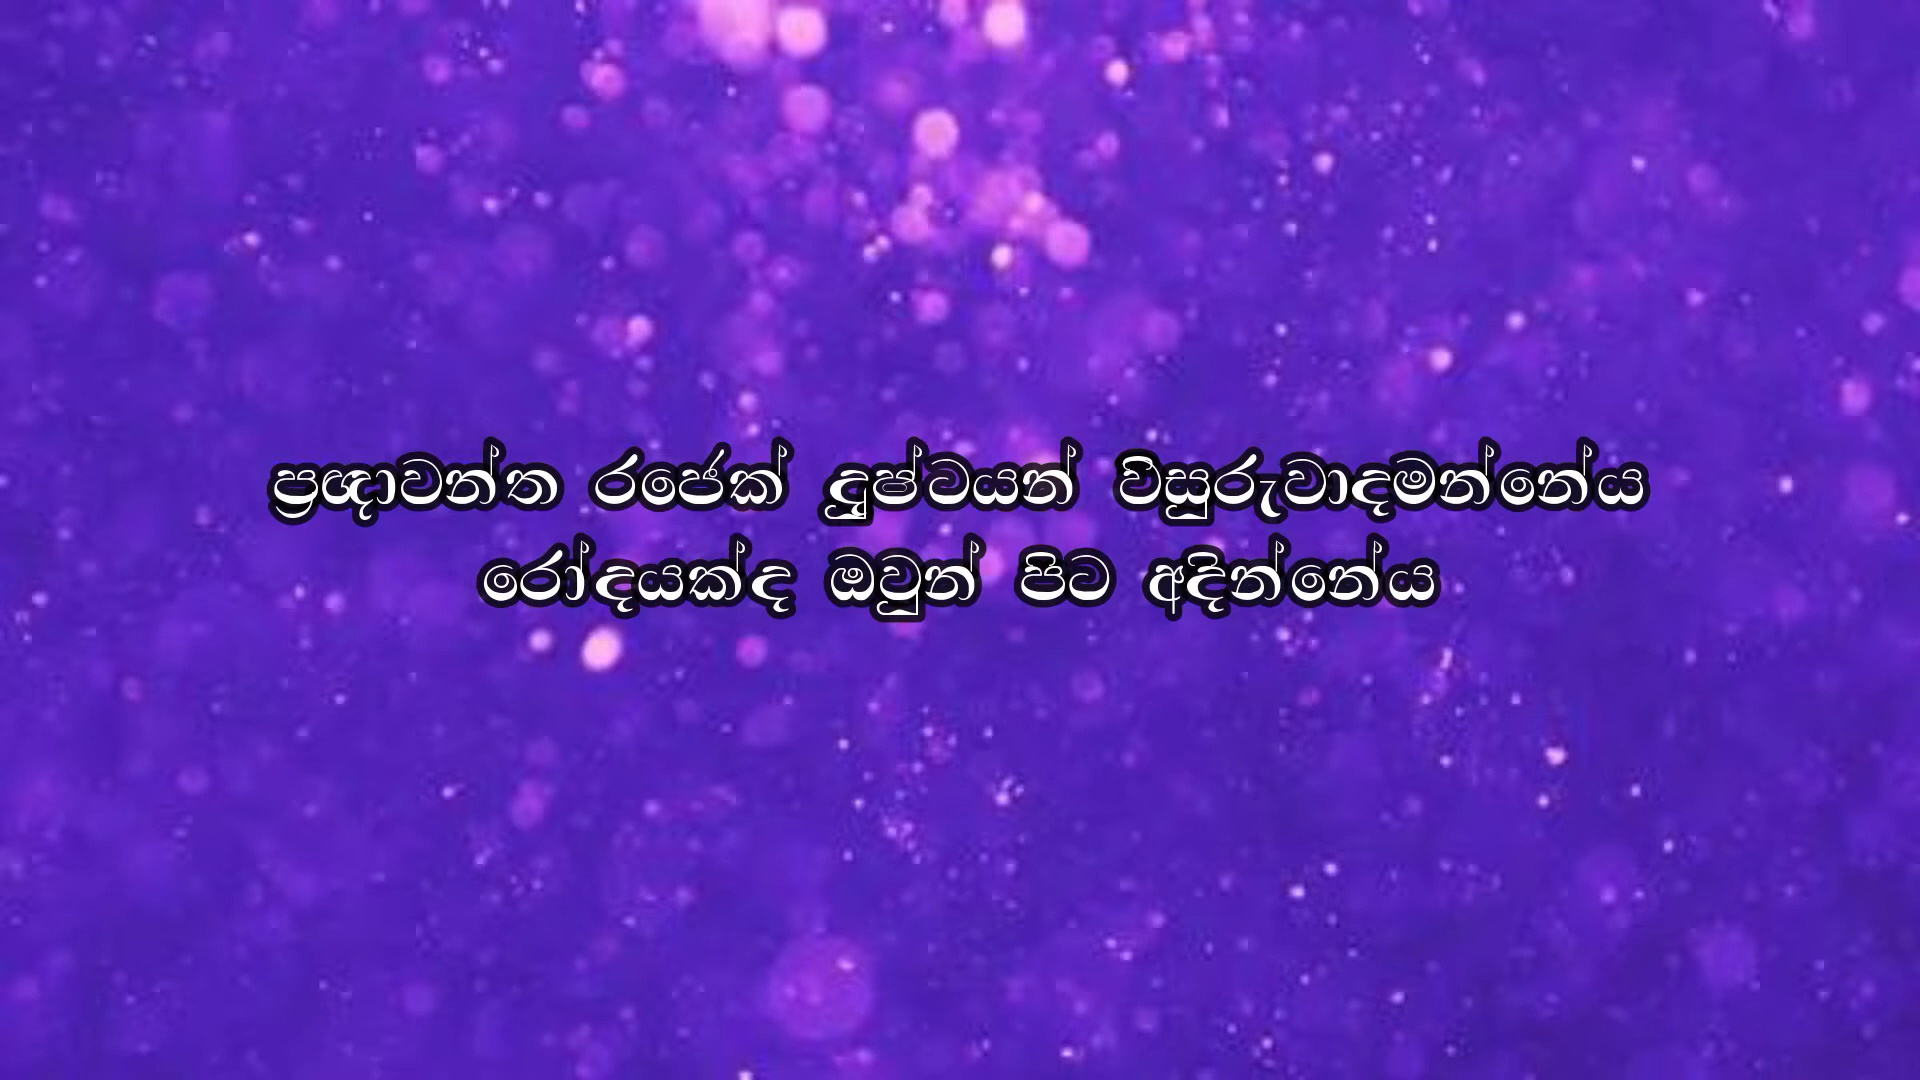 ප්‍රඥාවන්ත රජෙක් දුෂ්ටයන් විසුරුවාදමන්නේය
රෝදයක්ද ඔවුන් පිට අදින්නේය